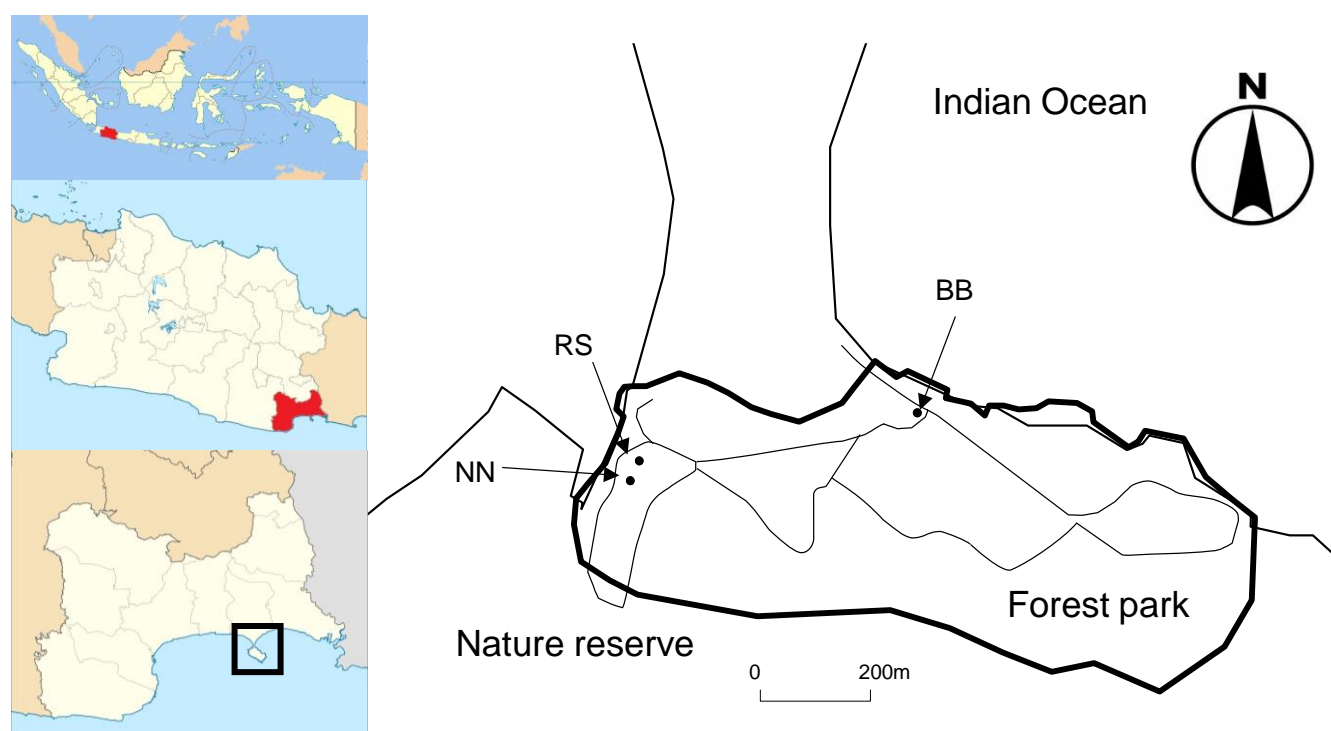 Indian Ocean
N
BB
RS
NN
Forest park
Nature reserve
0 200m